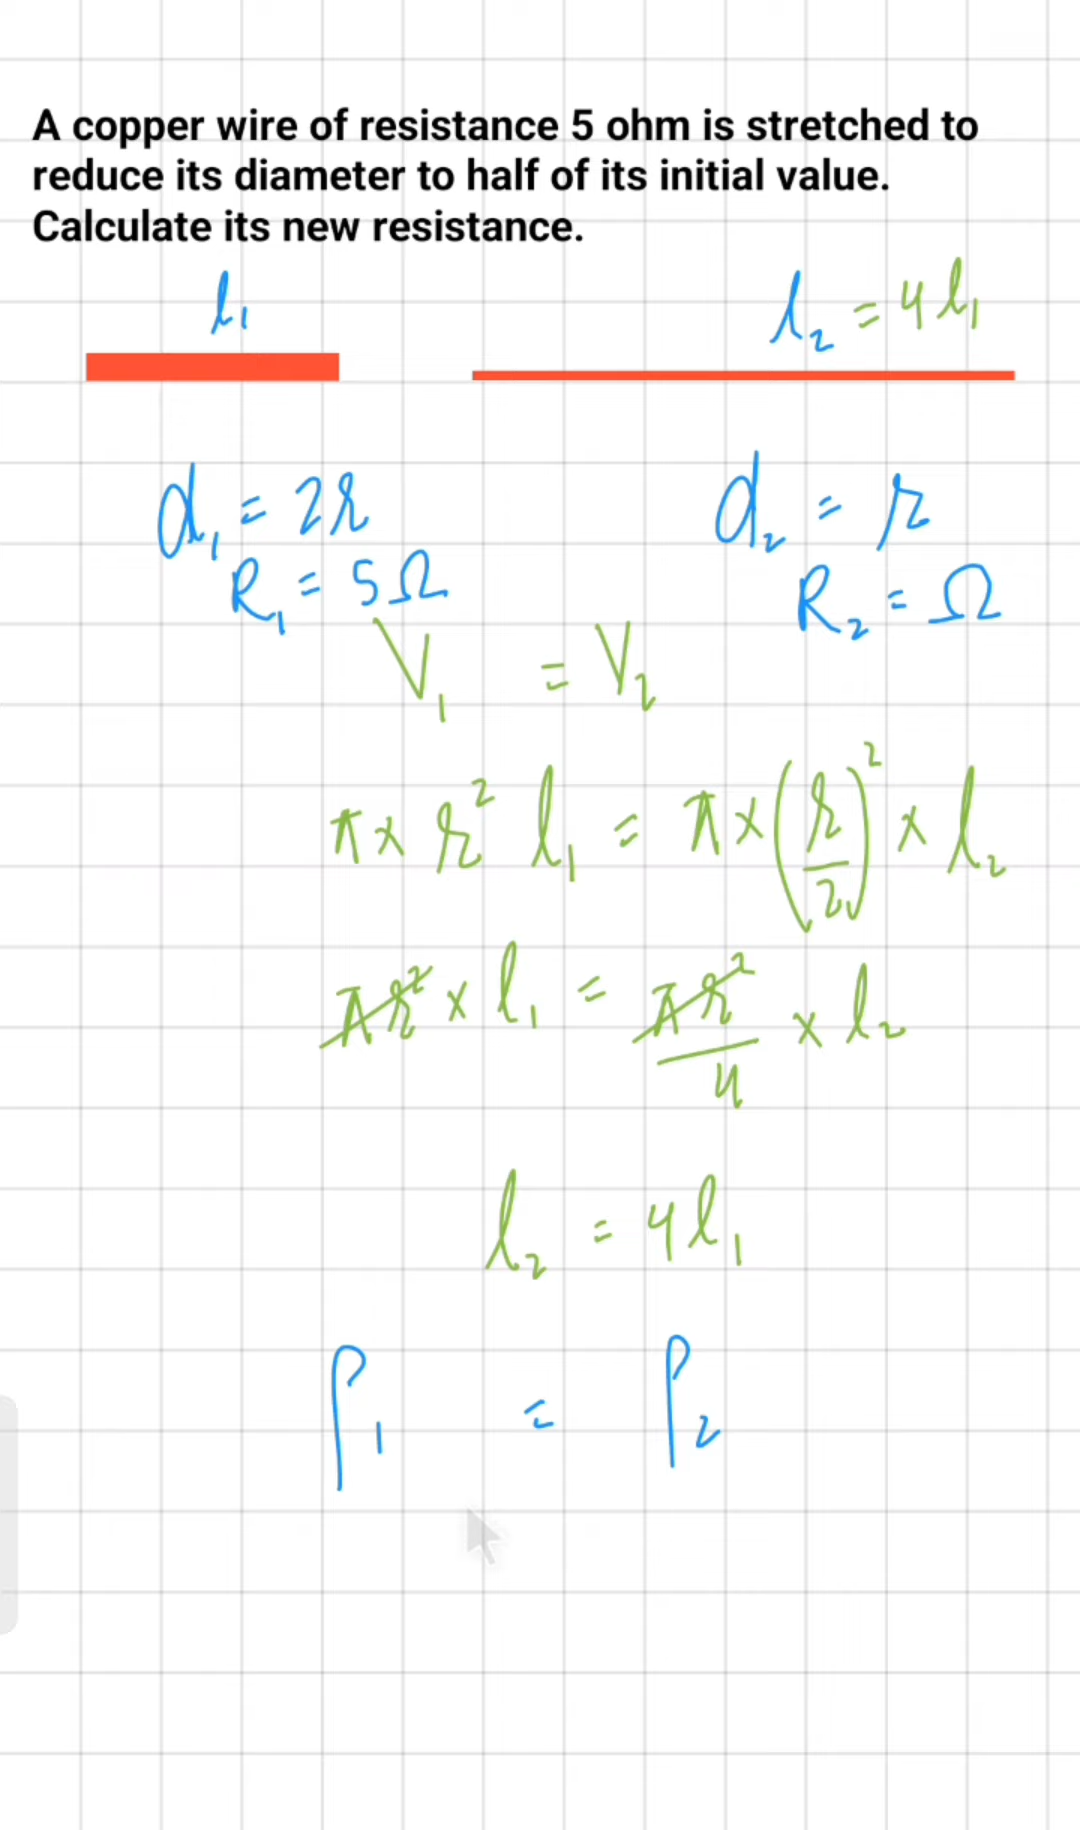 A copper wire of resistance 5 ohm is stretched to
reduce its diameter to half of its initial value.
Calculate its new resistance.
l₁
l₂ = 4l₁
d₁ = 2r
d₂ = r
R₁ = 5Ω
R₂ = Ω
V₁ = V₂
π × r² l₁ = π × (r/2)² × l₂
πr² × l₁ = πr²/4 × l₂
l₂ = 4l₁
ρ₁ = ρ₂